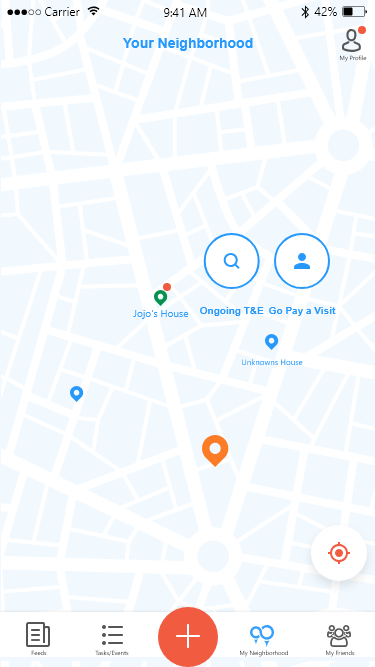 Carrier 9:41 AM 42%
Your Neighborhood
My Profile
Ongoing T&E Go Pay a Visit
Jojo's House
Unknowns House
Feeds Tasks/Events My Neighborhood My Friends